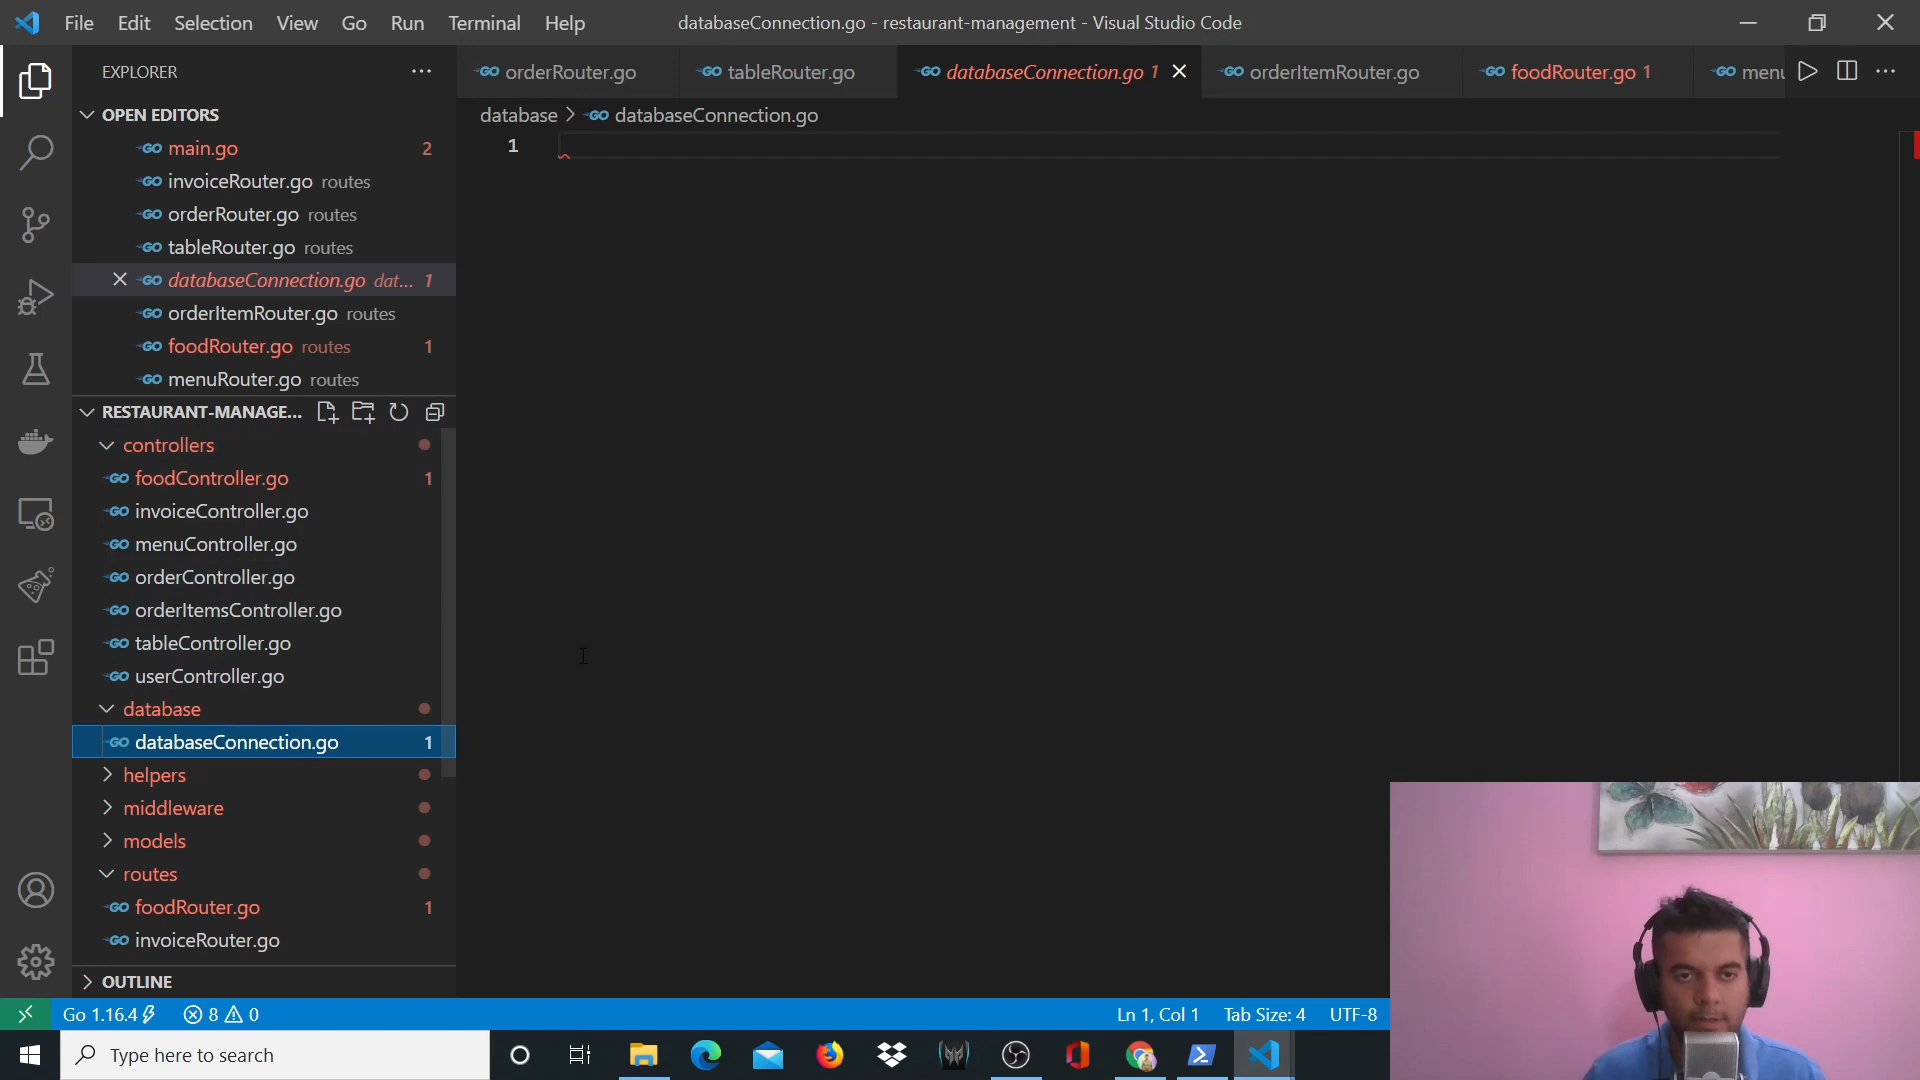 File Edit Selection View Go Run Terminal Help
databaseConnection.go - restaurant-management - Visual Studio Code
EXPLORER
orderRouter.go
tableRouter.go
databaseConnection.go 1
orderItemRouter.go
foodRouter.go 1
menu
OPEN EDITORS
main.go 2
invoiceRouter.go routes
orderRouter.go routes
tableRouter.go routes
databaseConnection.go dat... 1
orderItemRouter.go routes
foodRouter.go routes 1
menuRouter.go routes
RESTAURANT-MANAGE...
controllers
foodController.go 1
invoiceController.go
menuController.go
orderController.go
orderItemsController.go
tableController.go
userController.go
database
databaseConnection.go 1
helpers
middleware
models
routes
foodRouter.go 1
invoiceRouter.go
OUTLINE
database > databaseConnection.go
1
Go 1.16.4 8 0
Ln 1, Col 1 Tab Size: 4 UTF-8
Type here to search